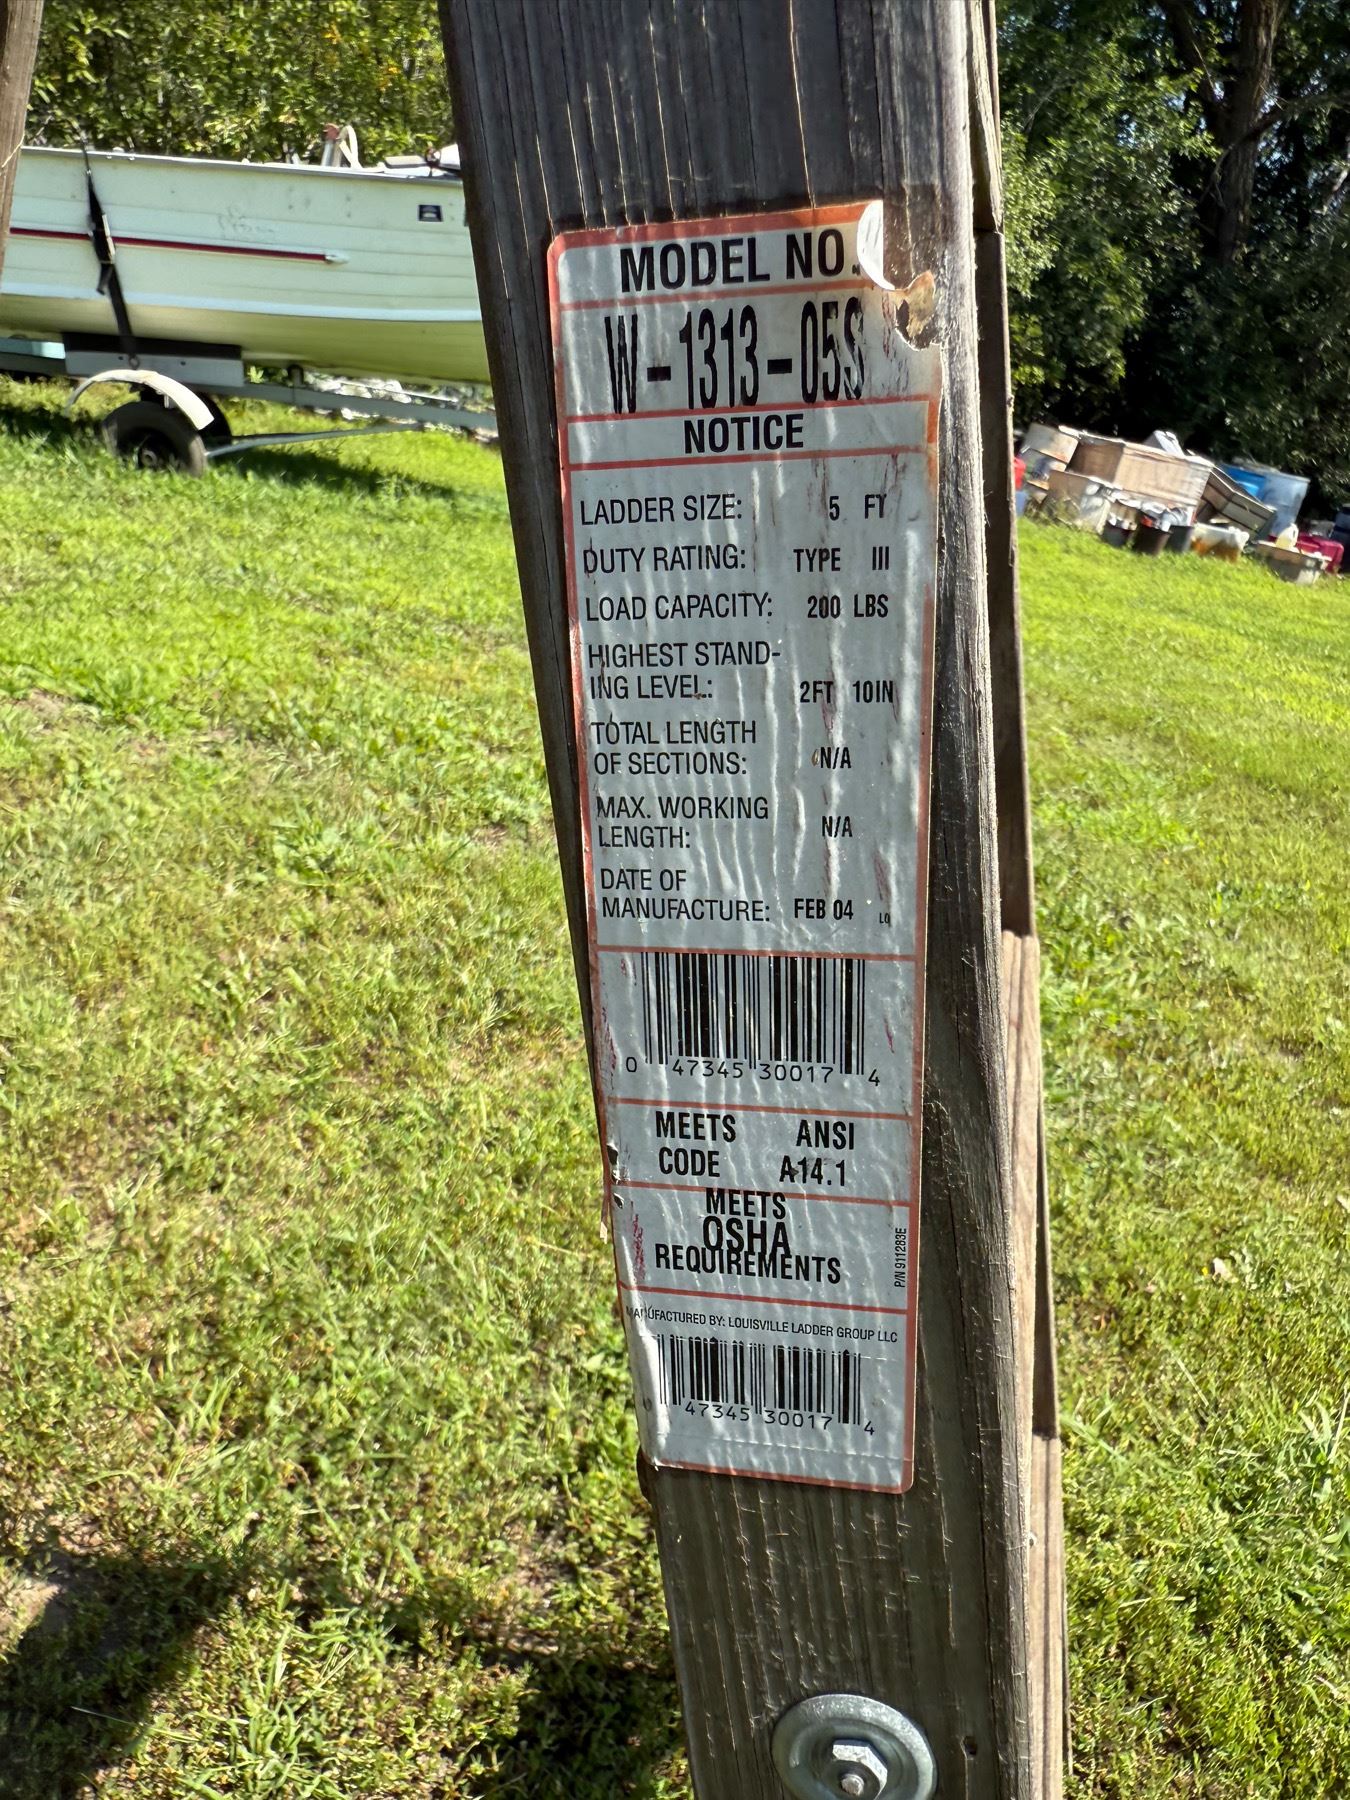 MODEL NO.
W-1313-05S
NOTICE
LADDER SIZE: 5 FT
DUTY RATING: TYPE III
LOAD CAPACITY: 200 LBS
HIGHEST STAND-
ING LEVEL: 2FT 10IN
TOTAL LENGTH
OF SECTIONS: N/A
MAX. WORKING
LENGTH: N/A
DATE OF
MANUFACTURE: FEB 04 LQ
0 47345 30017 4
MEETS ANSI
CODE A14.1
MEETS
OSHA
REQUIREMENTS
P/N 911283E
MANUFACTURED BY: LOUISVILLE LADDER GROUP LLC
0 47345 30017 4